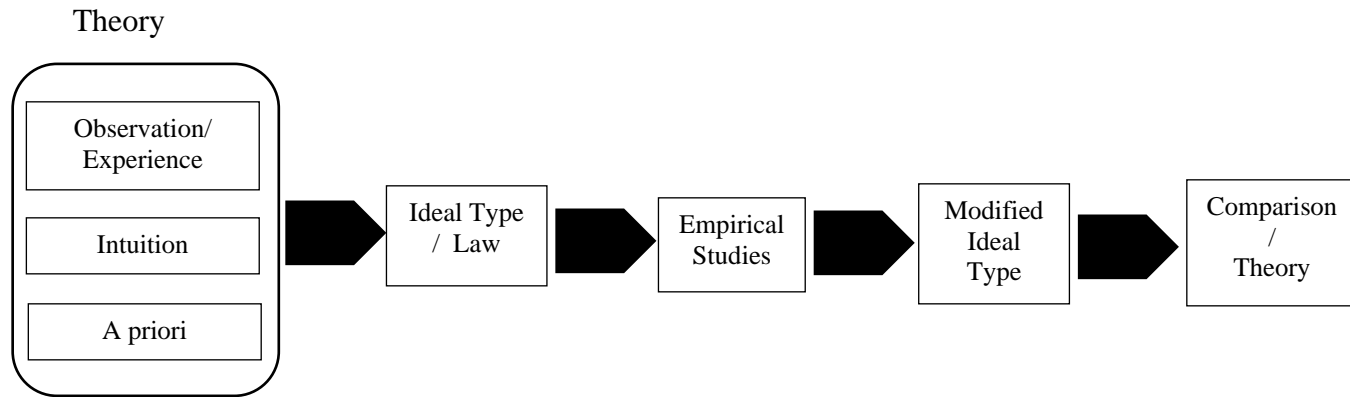 Theory
Observation/
Experience
Intuition
A priori
Ideal Type
/ Law
Empirical
Studies
Modified
Ideal
Type
Comparison
/
Theory